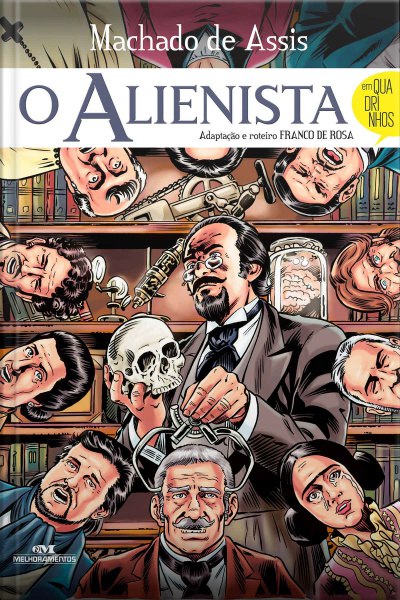 Machado de Assis
O ALIENISTA
em QUA
DRI
NHOS
Adaptação e roteiro FRANCO DE ROSA
MELHORAMENTOS